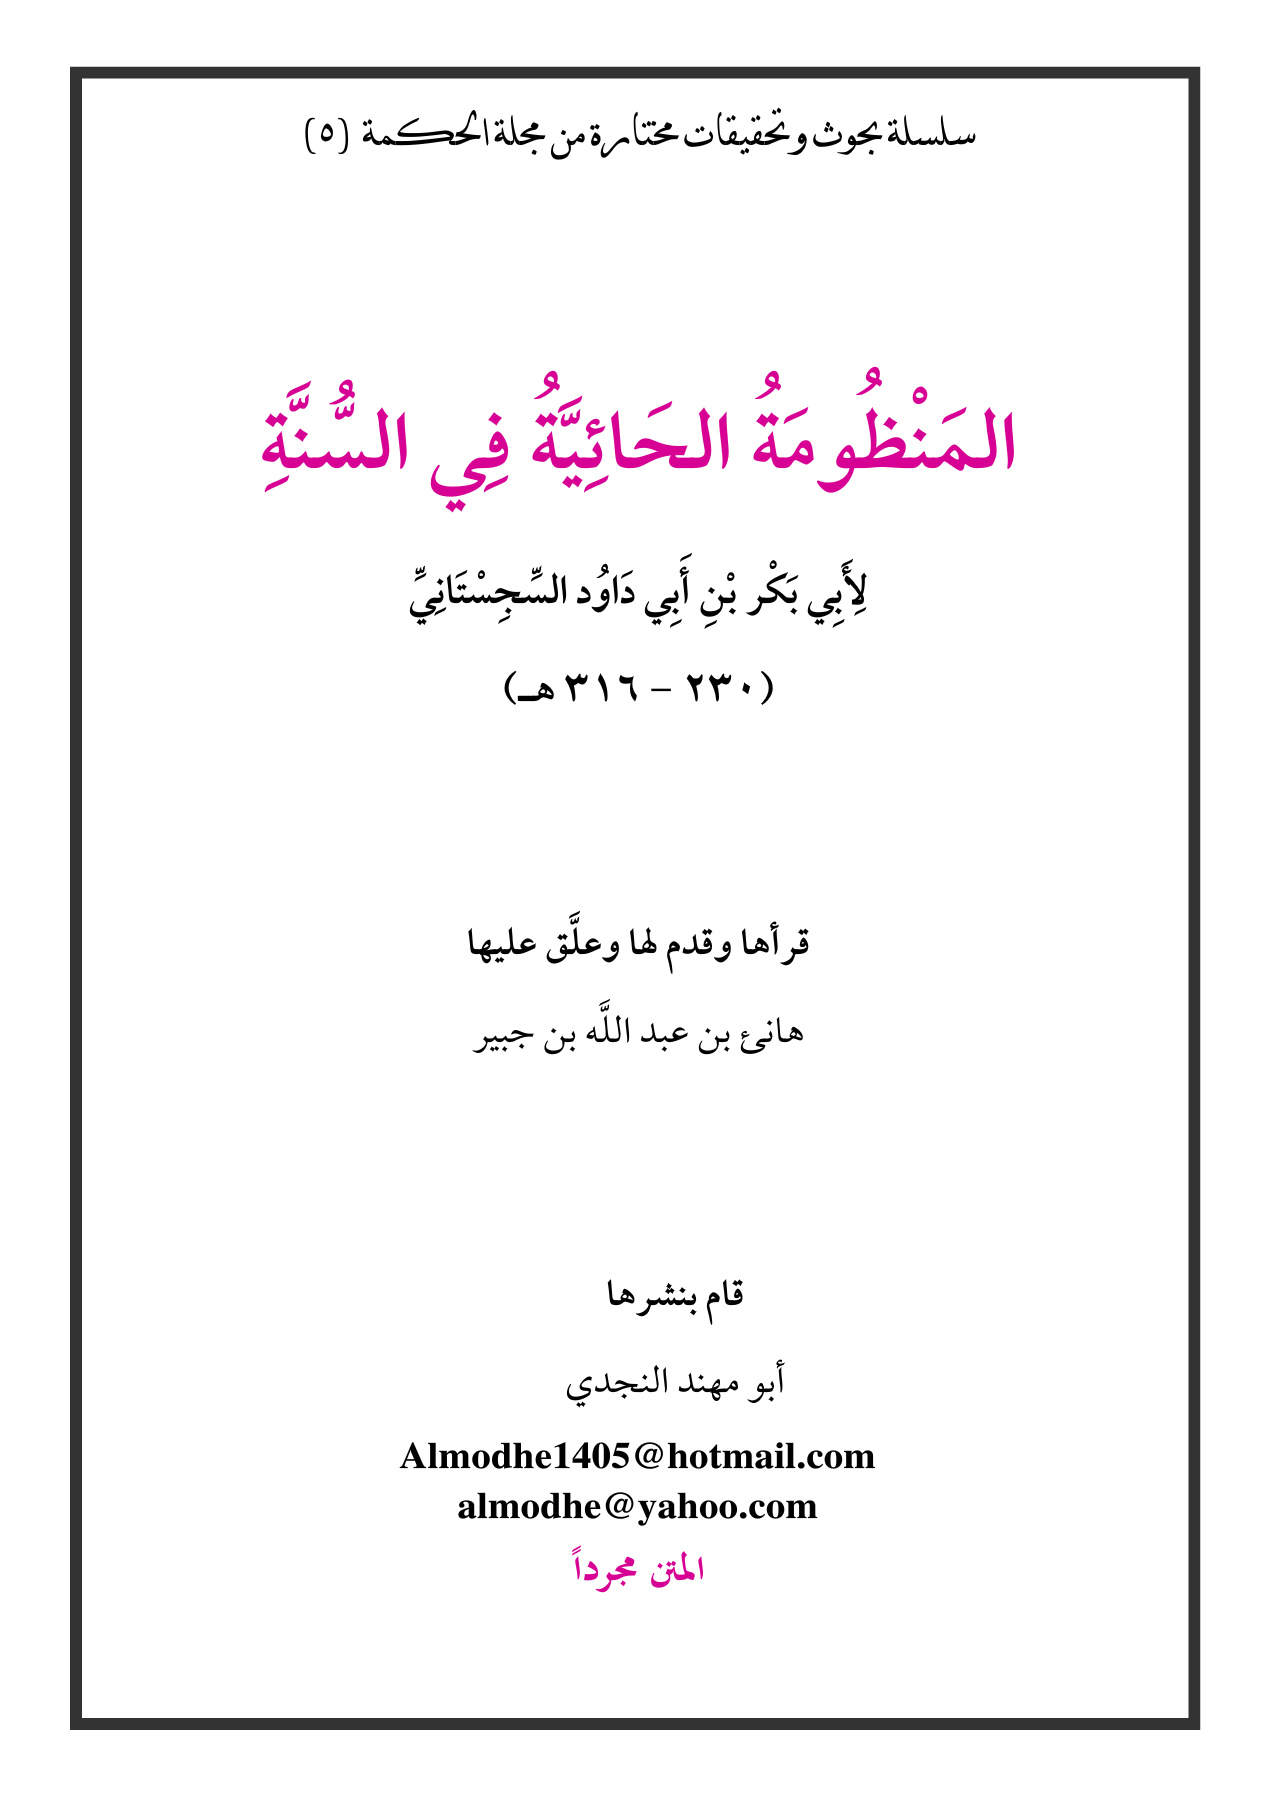 سلسلة بحوث وتحقيقات مختارة من مجلة الحكمة (٥)
المَنْظُومَةُ الحَائِيَّةُ فِي السُّنَّةِ
لِأَبِي بَكْر بْنِ أَبِي دَاوُد السِّجِسْتَانِيِّ
(٢٣٠ – ٣١٦ هـ)
قرأها وقدم لها وعلَّق عليها
هانئ بن عبد اللَّه بن جبير
قام بنشرها
أبو مهند النجدي
Almodhe1405@hotmail.com
almodhe@yahoo.com
المتن مجرداً